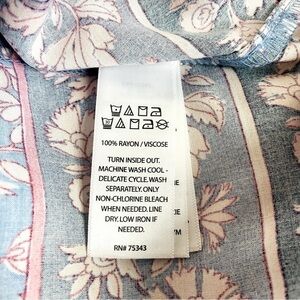 100% RAYON / VISCOSE
TURN INSIDE OUT.
MACHINE WASH COOL -
DELICATE CYCLE. WASH
SEPARATELY. ONLY
NON-CHLORINE BLEACH
WHEN NEEDED. LINE
DRY. LOW IRON IF
NEEDED.
RN# 75343